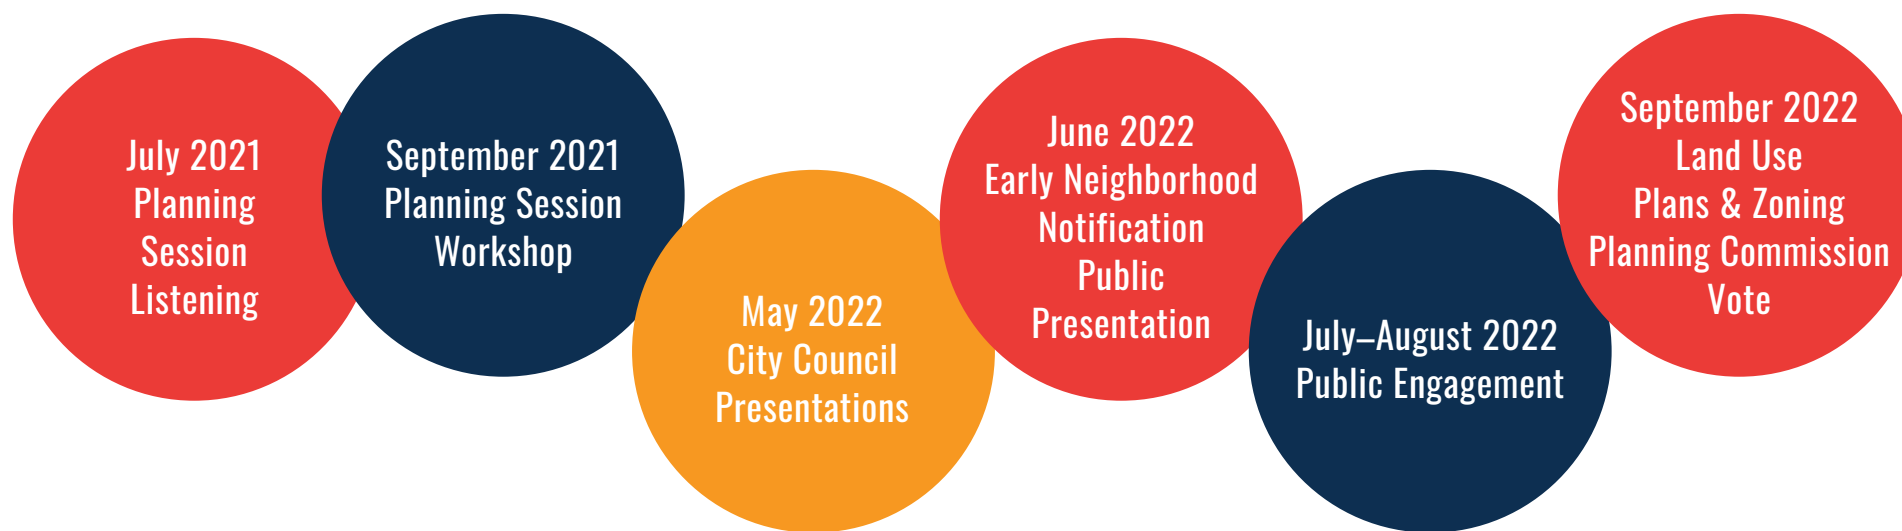 July 2021
Planning
Session
Listening
September 2021
Planning Session
Workshop
May 2022
City Council
Presentations
June 2022
Early Neighborhood
Notification
Public
Presentation
July–August 2022
Public Engagement
September 2022
Land Use
Plans & Zoning
Planning Commission
Vote